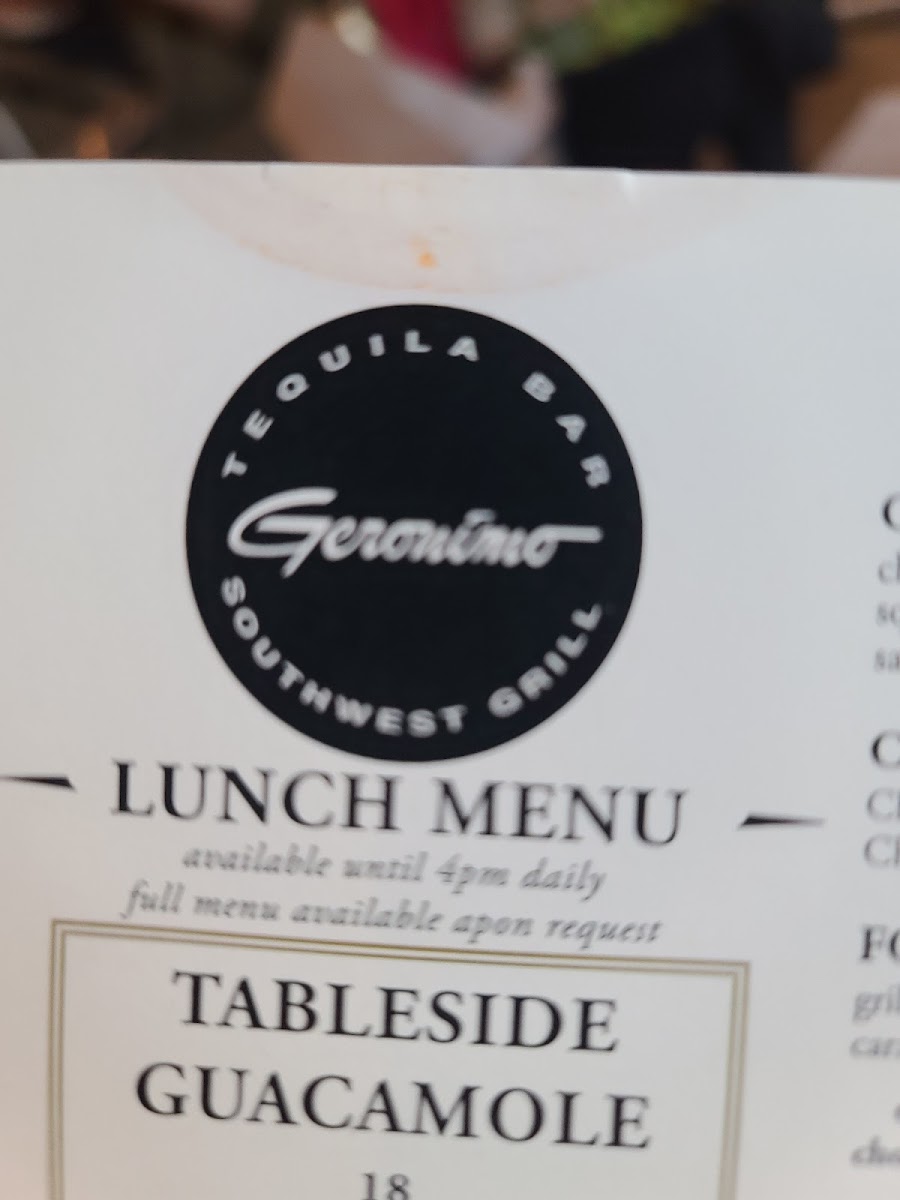 TEQUILA BAR
Geronimo
SOUTHWEST GRILL
LUNCH MENU
available until 4pm daily
full menu available apon request
TABLESIDE
GUACAMOLE
18